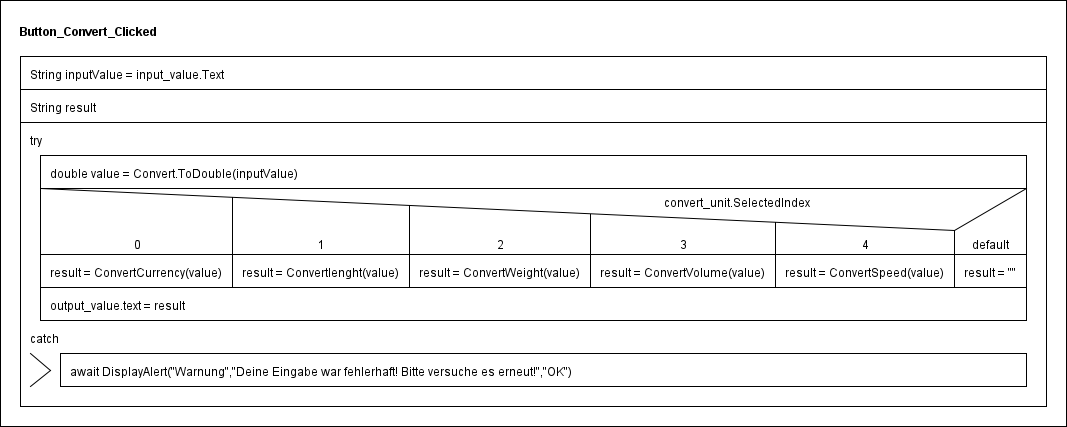 Button_Convert_Clicked
String inputValue = input_value.Text
String result
try
double value = Convert.ToDouble(inputValue)
convert_unit.SelectedIndex
0 1 2 3 4 default
result = ConvertCurrency(value) result = Convertlenght(value) result = ConvertWeight(value) result = ConvertVolume(value) result = ConvertSpeed(value) result = ""
output_value.text = result
catch
await DisplayAlert("Warnung","Deine Eingabe war fehlerhaft! Bitte versuche es erneut!","OK")